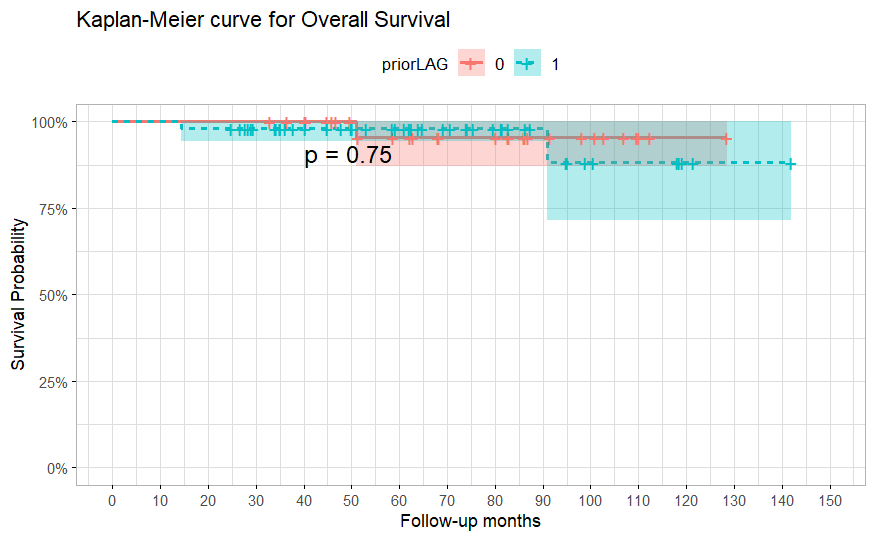 Kaplan-Meier curve for Overall Survival
priorLAG 0 1
100%
p = 0.75
75%
50%
25%
0%
Survival Probability
0 10 20 30 40 50 60 70 80 90 100 110 120 130 140 150
Follow-up months